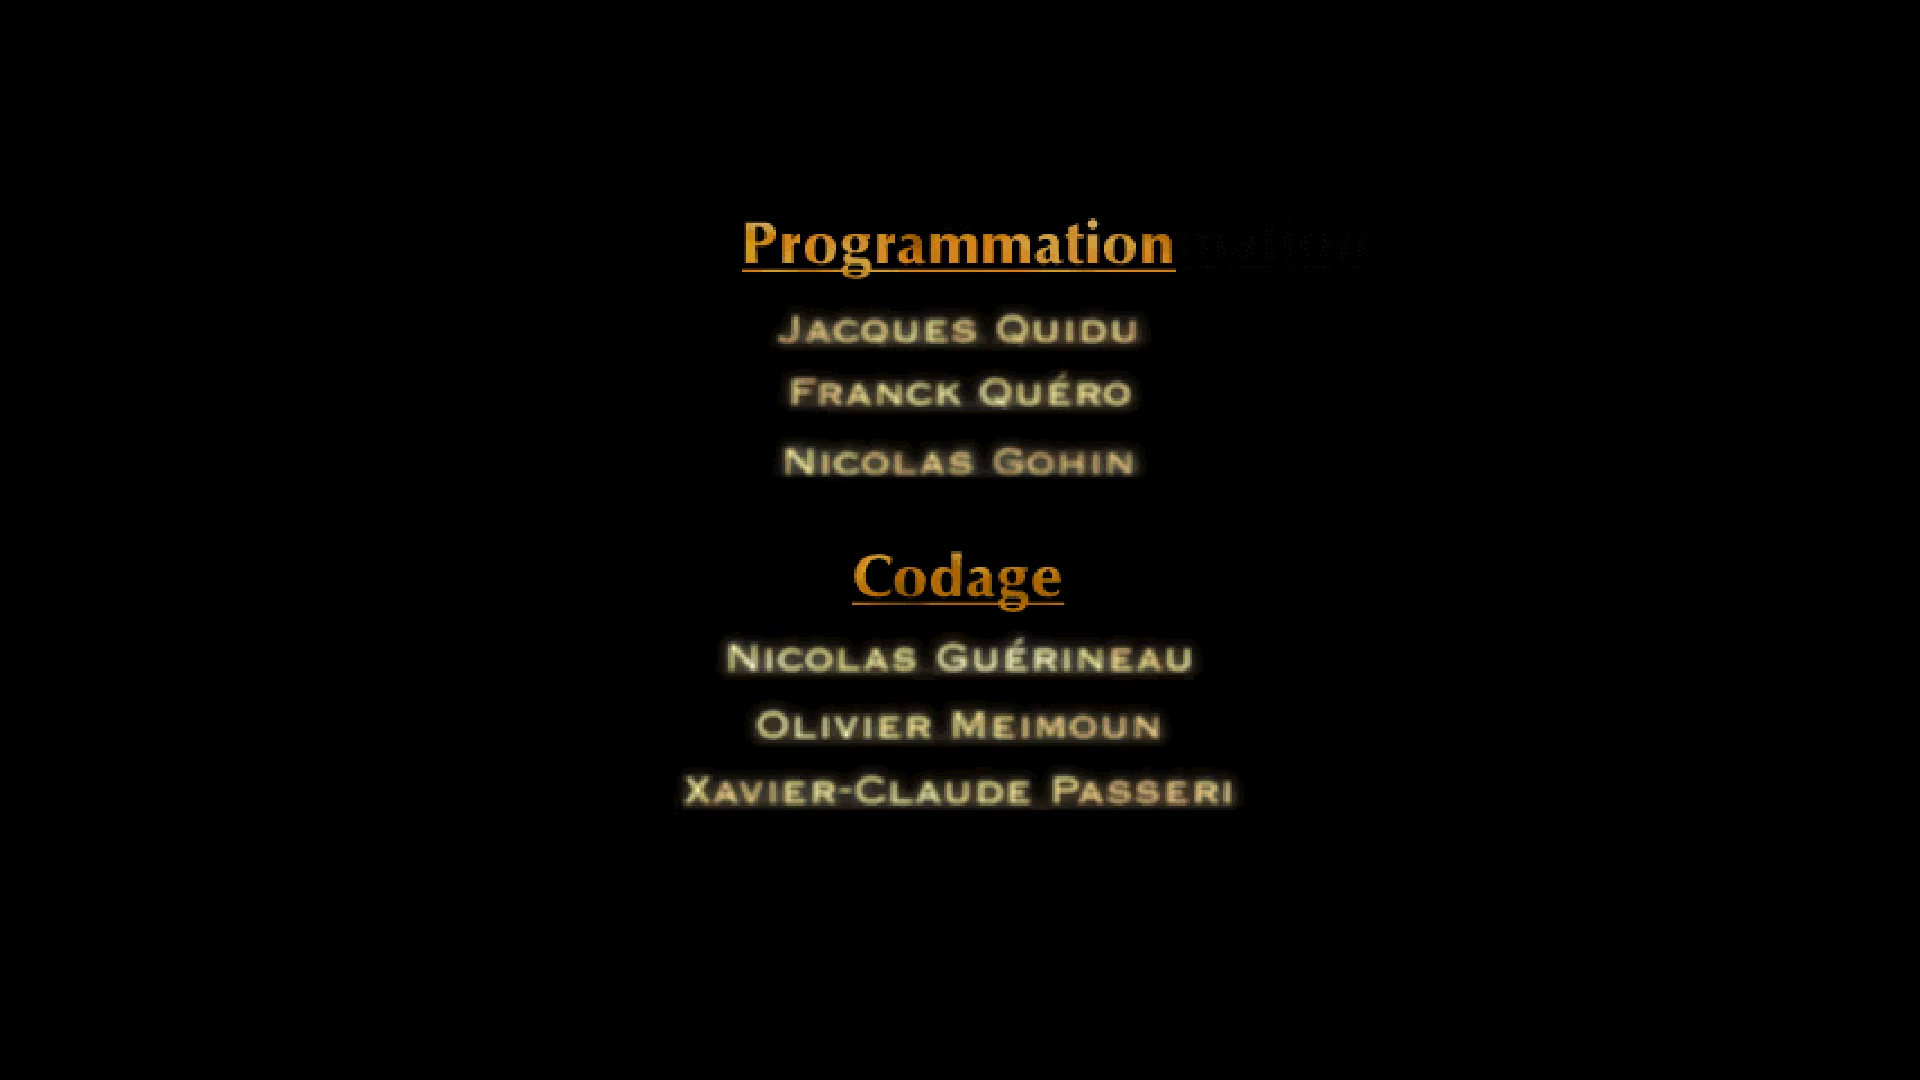 Programmation
Jacques Quidu
Franck Quéro
Nicolas Gohin
Codage
Nicolas Guérineau
Olivier Meimoun
Xavier-Claude Passeri